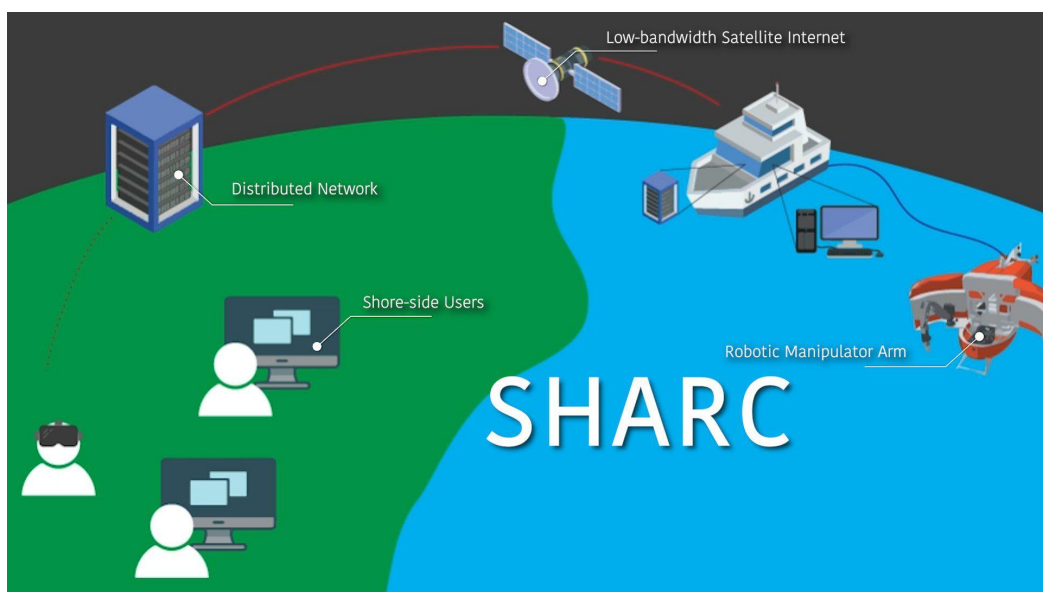 Low-bandwidth Satellite Internet
Distributed Network
Shore-side Users
Robotic Manipulator Arm
SHARC